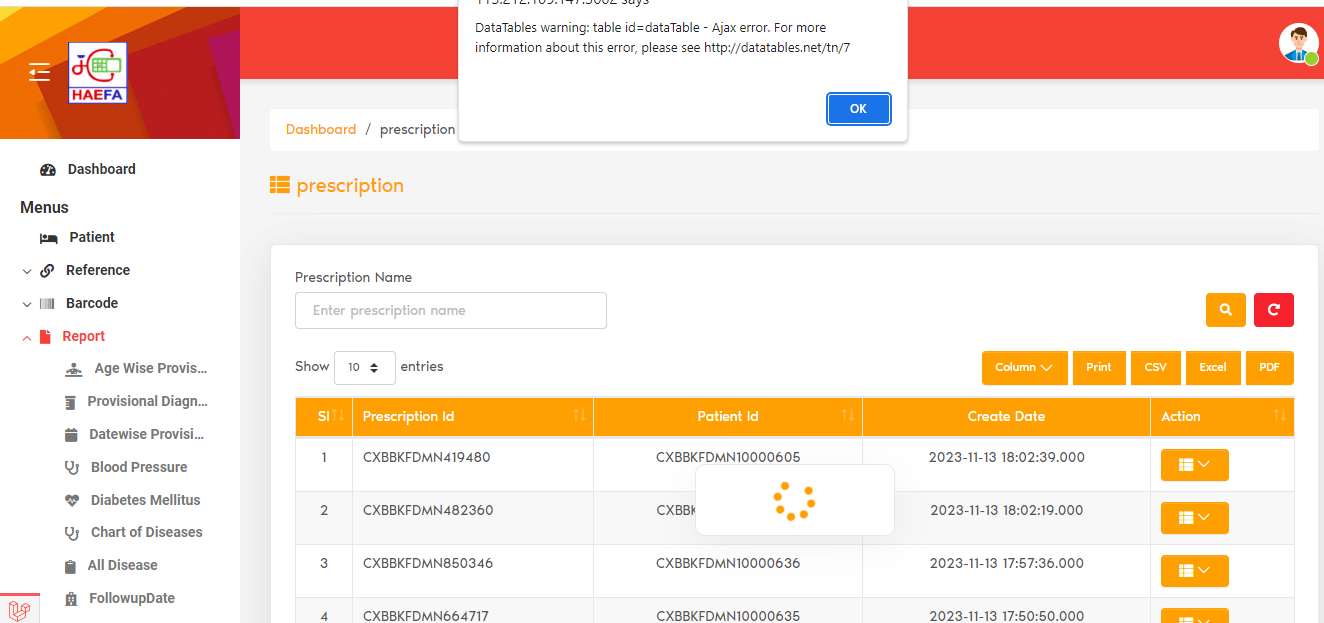 DataTables warning: table id=dataTable - Ajax error. For more
information about this error, please see http://datatables.net/tn/7
OK
HAEFA
Dashboard / prescription
Dashboard
prescription
Menus
Patient
Reference
Barcode
Report
Age Wise Provis...
Provisional Diagn...
Datewise Provisi...
Blood Pressure
Diabetes Mellitus
Chart of Diseases
All Disease
FollowupDate
Prescription Name
Enter prescription name
Show 10 entries
Column Print CSV Excel PDF
Sl Prescription Id Patient Id Create Date Action
1 CXBBKFDMN419480 CXBBKFDMN10000605 2023-11-13 18:02:39.000
2 CXBBKFDMN482360 CXBBK 2023-11-13 18:02:19.000
3 CXBBKFDMN850346 CXBBKFDMN10000636 2023-11-13 17:57:36.000
4 CXBBKFDMN664717 CXBBKFDMN10000635 2023-11-13 17:50:50.000